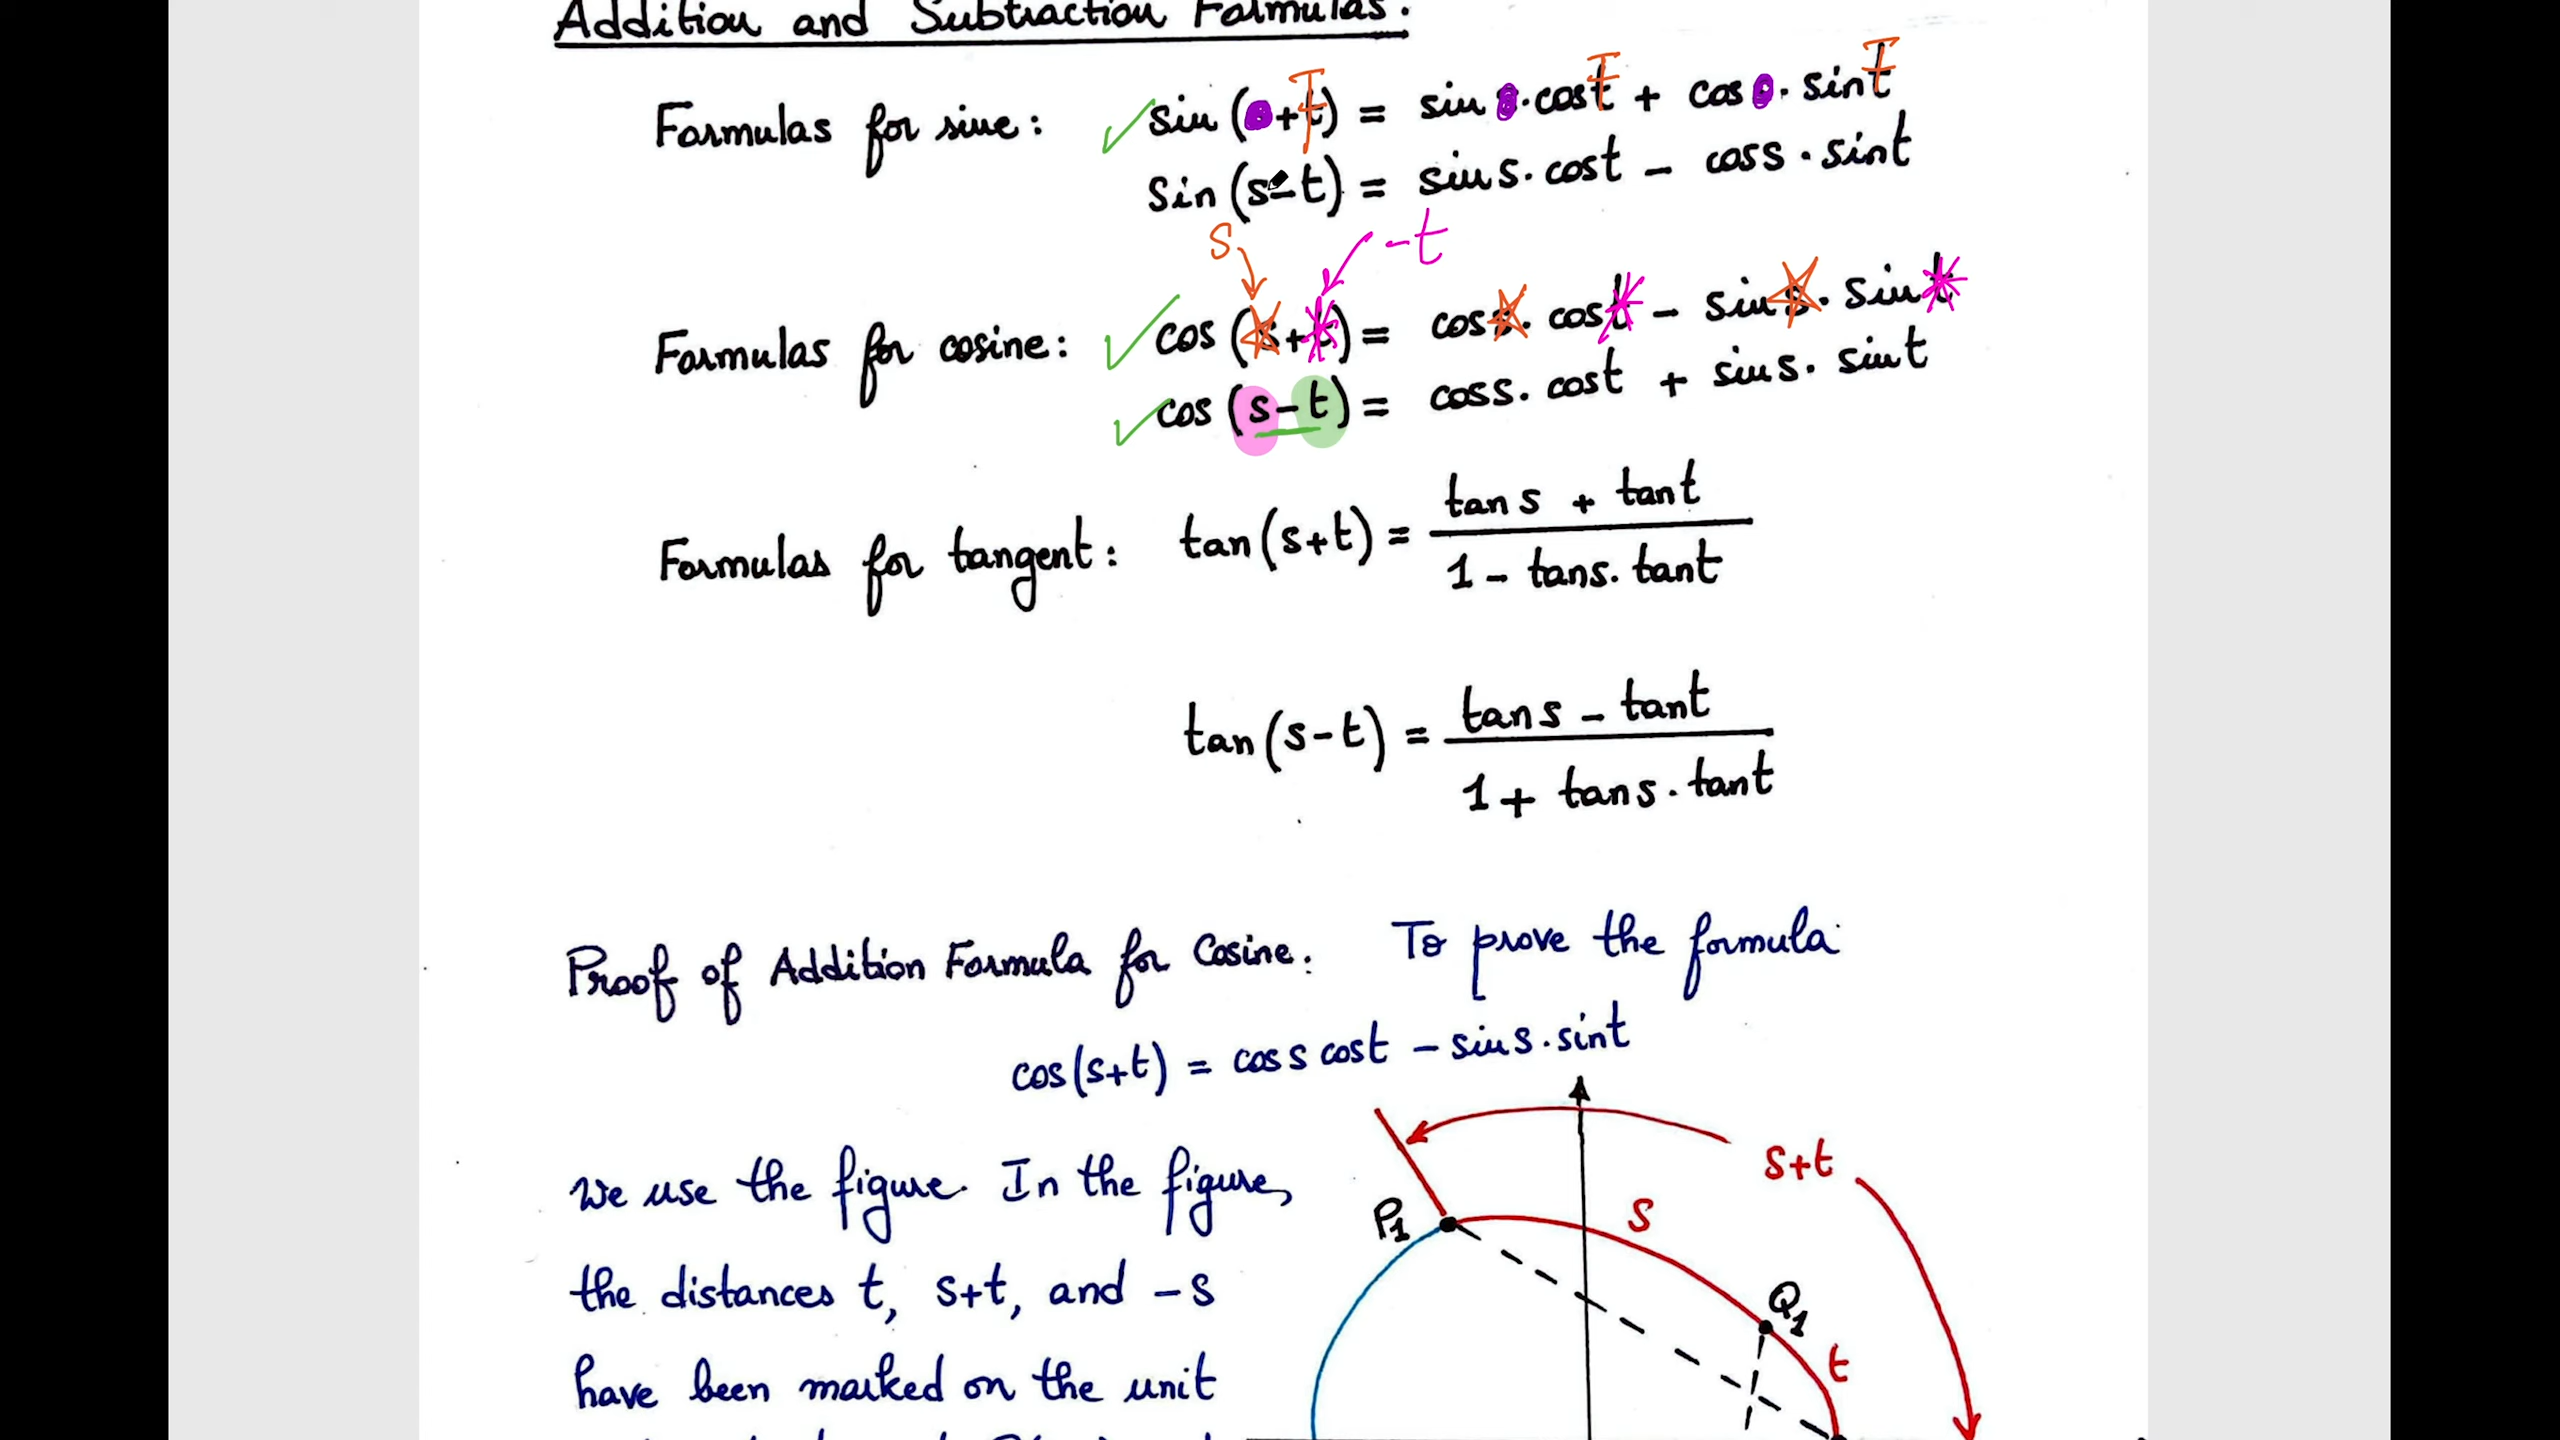 Addition and Subtraction Formulas.
Formulas for sine: ✓ sin (s+t) = sin s. cos t + cos s. sin t
Sin (s-t) = sin s. cos t - cos s. sin t
s -t
Formulas for cosine: ✓ cos (s+t) = cos s. cos t - sin s. sin t
✓ cos (s-t) = cos s. cos t + sin s. sin t
tan s + tan t
Formulas for tangent: tan (s+t) =
1 - tan s. tan t
tan s - tan t
tan (s-t) =
1 + tan s. tan t
Proof of Addition Formula for Cosine. To prove the formula
cos(s+t) = cos s cos t - sin s. sin t
We use the figure. In the figure,
the distances t, s+t, and -s
have been marked on the unit
s+t
P1
s
Q1
t